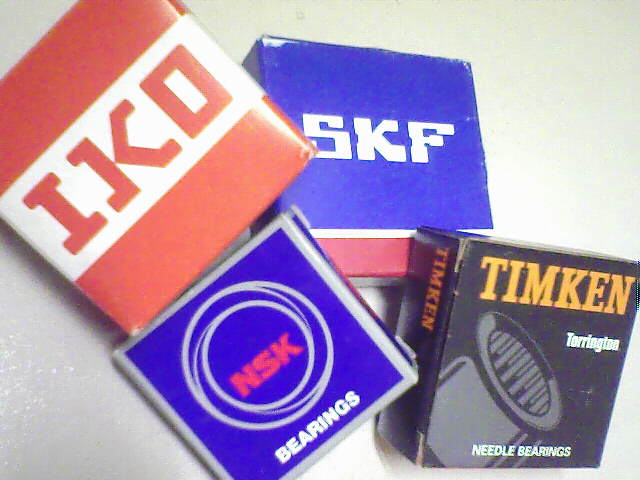 IKO
SKF
NSK
BEARINGS
TIMKEN
TIMKEN
Torrington
NEEDLE BEARINGS